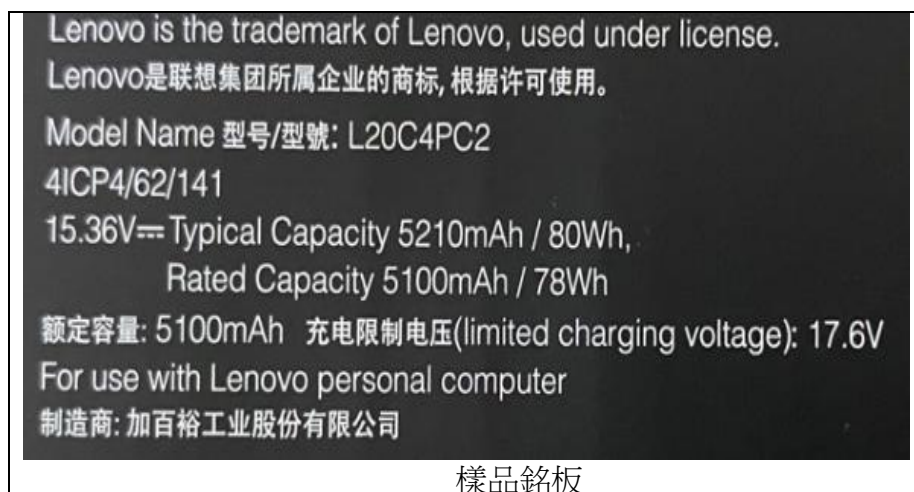 Lenovo is the trademark of Lenovo, used under license.
Lenovo是联想集团所属企业的商标, 根据许可使用。
Model Name 型号/型號: L20C4PC2
4ICP4/62/141
15.36V⎓Typical Capacity 5210mAh / 80Wh,
Rated Capacity 5100mAh / 78Wh
额定容量: 5100mAh 充电限制电压(limited charging voltage): 17.6V
For use with Lenovo personal computer
制造商: 加百裕工业股份有限公司
樣品銘板